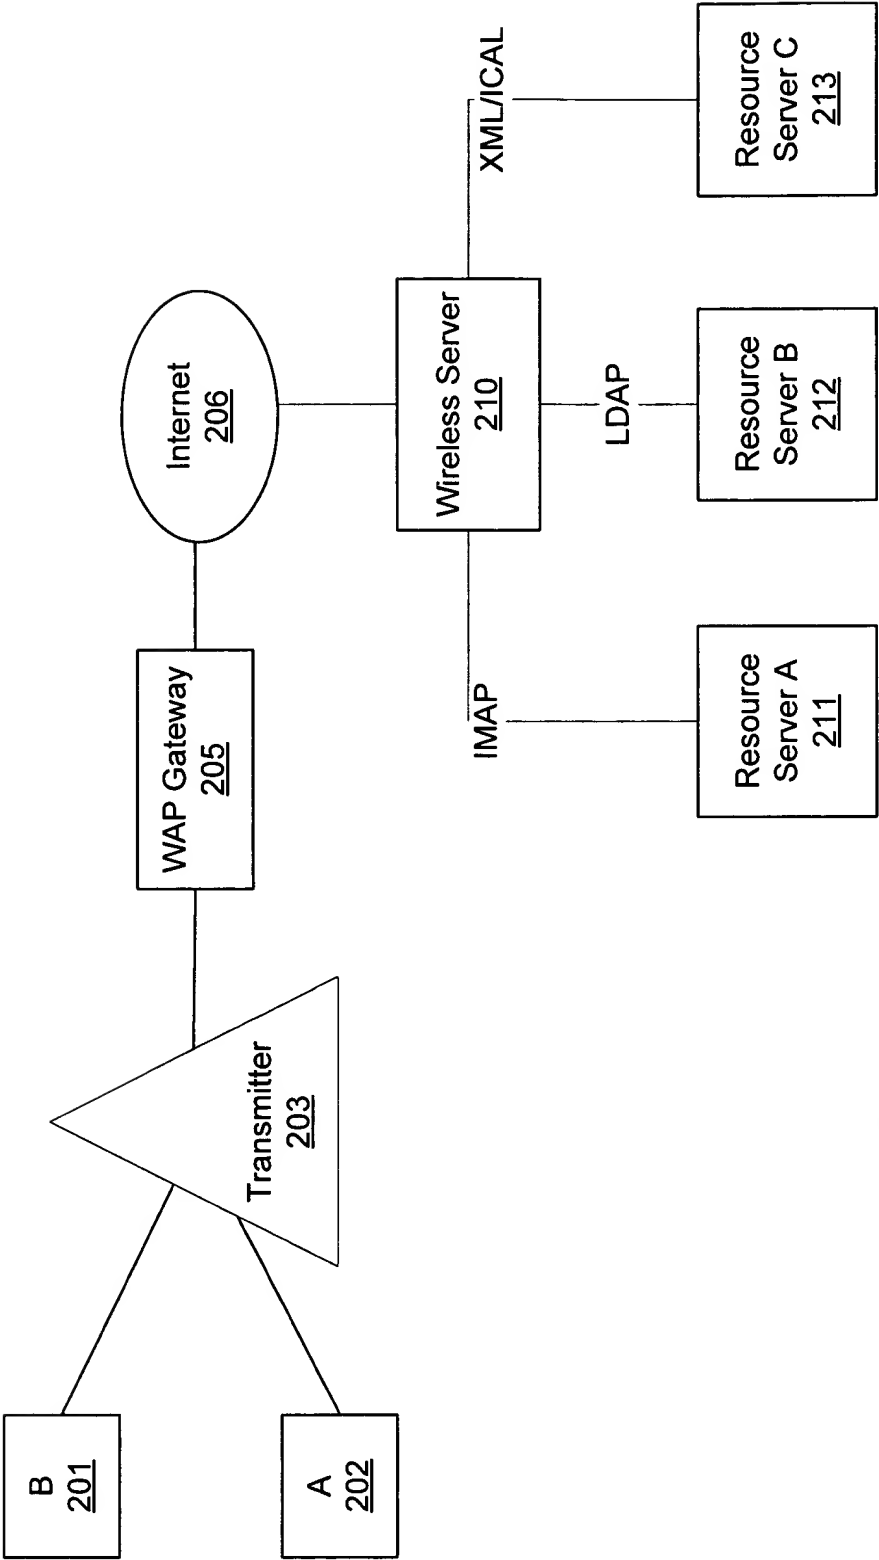 B
201
A
202
Transmitter
203
WAP Gateway
205
Internet
206
Wireless Server
210
IMAP
LDAP
XML/ICAL
Resource
Server A
211
Resource
Server B
212
Resource
Server C
213